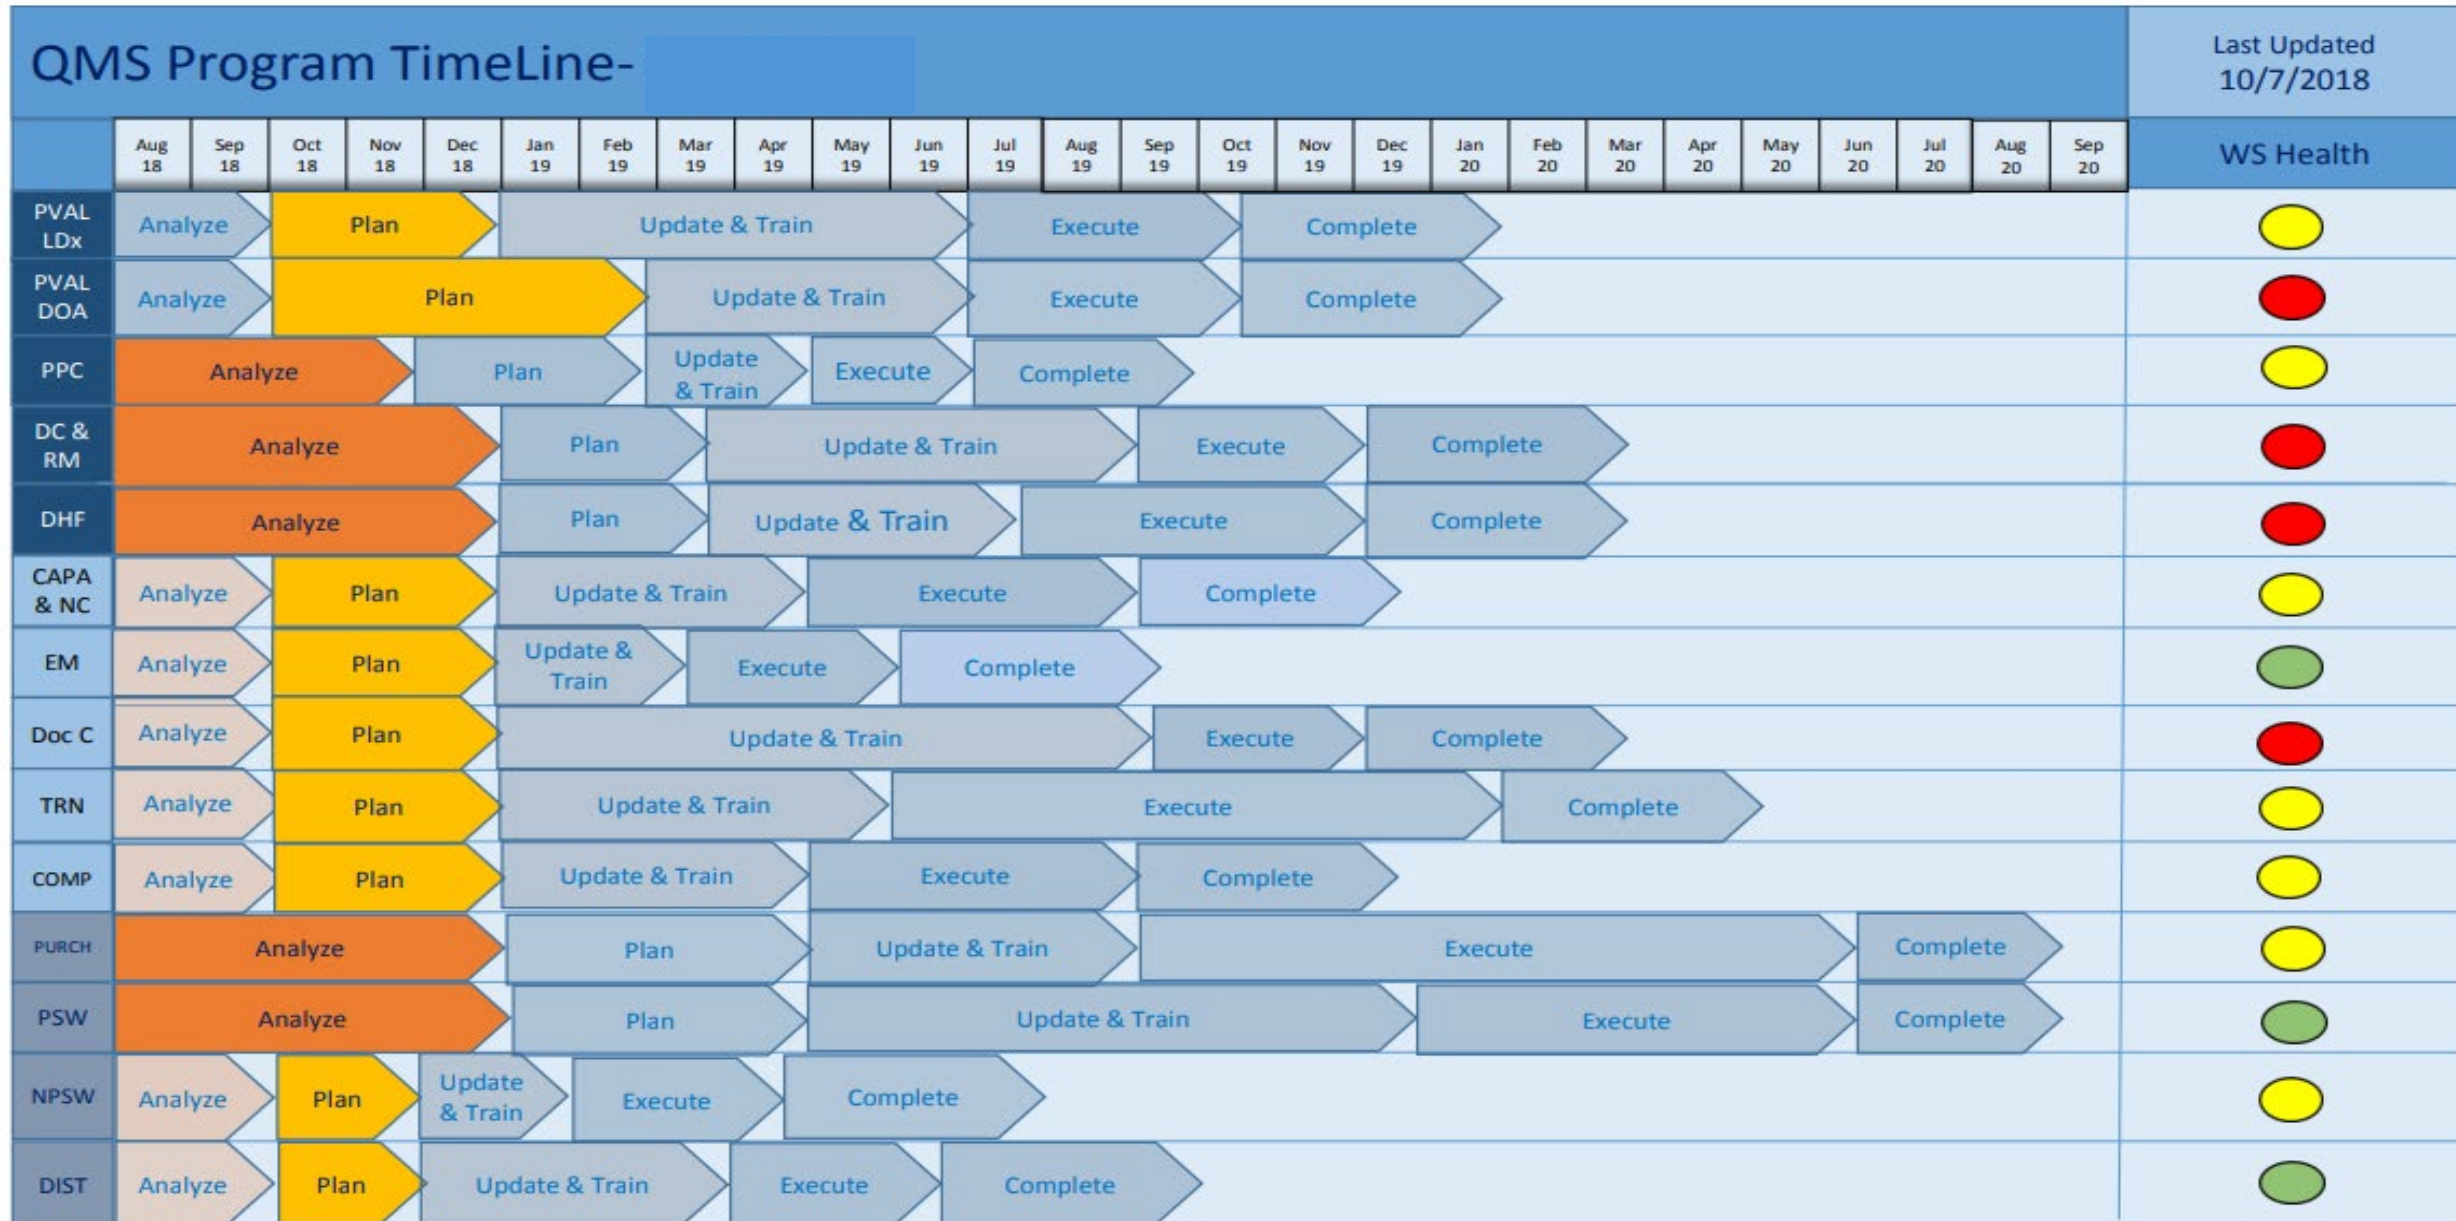 QMS Program TimeLine-
Last Updated
10/7/2018
Aug
18
Sep
18
Oct
18
Nov
18
Dec
18
Jan
19
Feb
19
Mar
19
Apr
19
May
19
Jun
19
Jul
19
Aug
19
Sep
19
Oct
19
Nov
19
Dec
19
Jan
20
Feb
20
Mar
20
Apr
20
May
20
Jun
20
Jul
20
Aug
20
Sep
20
WS Health
PVAL
LDx
Analyze
Plan
Update & Train
Execute
Complete
PVAL
DOA
Analyze
Plan
Update & Train
Execute
Complete
PPC
Analyze
Plan
Update
& Train
Execute
Complete
DC &
RM
Analyze
Plan
Update & Train
Execute
Complete
DHF
Analyze
Plan
Update & Train
Execute
Complete
CAPA
& NC
Analyze
Plan
Update & Train
Execute
Complete
EM
Analyze
Plan
Update &
Train
Execute
Complete
Doc C
Analyze
Plan
Update & Train
Execute
Complete
TRN
Analyze
Plan
Update & Train
Execute
Complete
COMP
Analyze
Plan
Update & Train
Execute
Complete
PURCH
Analyze
Plan
Update & Train
Execute
Complete
PSW
Analyze
Plan
Update & Train
Execute
Complete
NPSW
Analyze
Plan
Update
& Train
Execute
Complete
DIST
Analyze
Plan
Update & Train
Execute
Complete